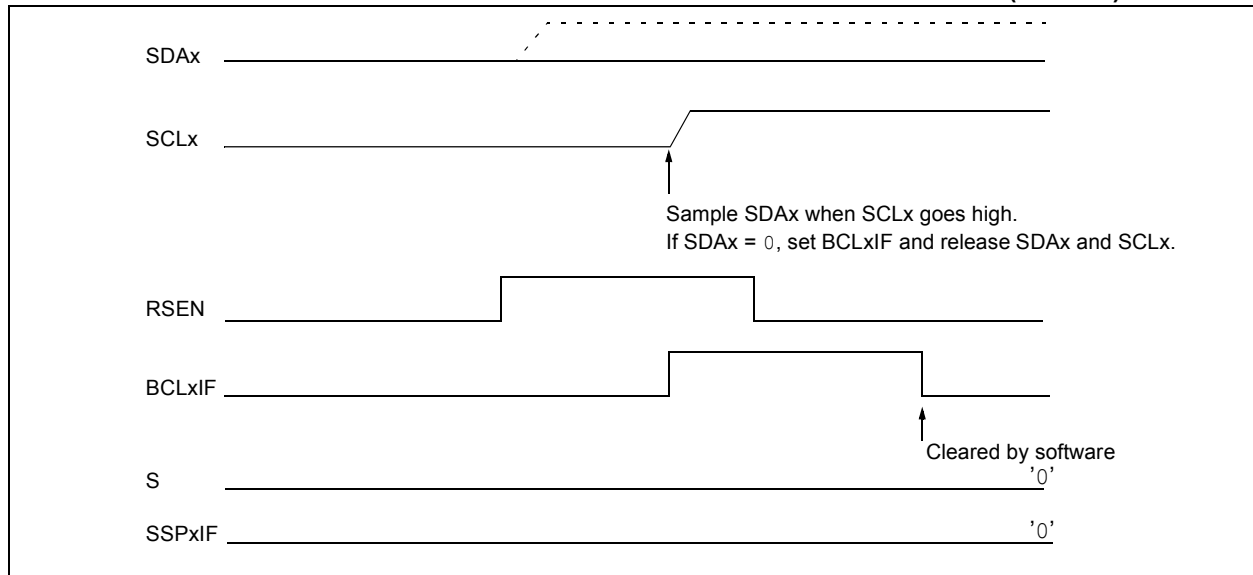 SDAx
SCLx
Sample SDAx when SCLx goes high.
If SDAx = 0, set BCLxIF and release SDAx and SCLx.
RSEN
BCLxIF
Cleared by software
S '0'
SSPxIF '0'